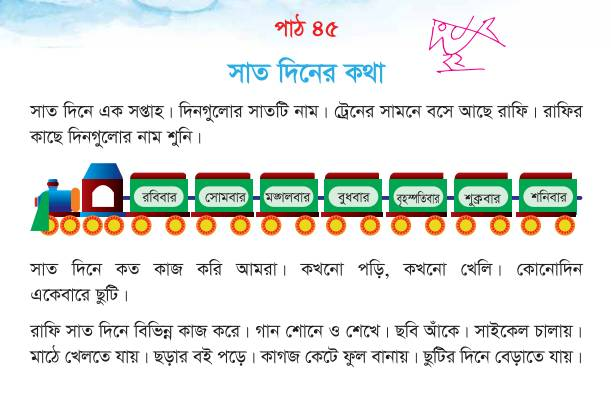 পাঠ ৪৫
সাত দিনের কথা
সাত দিনে এক সপ্তাহ। দিনগুলোর সাতটি নাম। ট্রেনের সামনে বসে আছে রাফি। রাফির
কাছে দিনগুলোর নাম শুনি।
রবিবার সোমবার মঙ্গলবার বুধবার বৃহস্পতিবার শুক্রবার শনিবার
সাত দিনে কত কাজ করি আমরা। কখনো পড়ি, কখনো খেলি। কোনোদিন
একেবারে ছুটি।
রাফি সাত দিনে বিভিন্ন কাজ করে। গান শোনে ও শেখে। ছবি আঁকে। সাইকেল চালায়।
মাঠে খেলতে যায়। ছড়ার বই পড়ে। কাগজ কেটে ফুল বানায়। ছুটির দিনে বেড়াতে যায়।